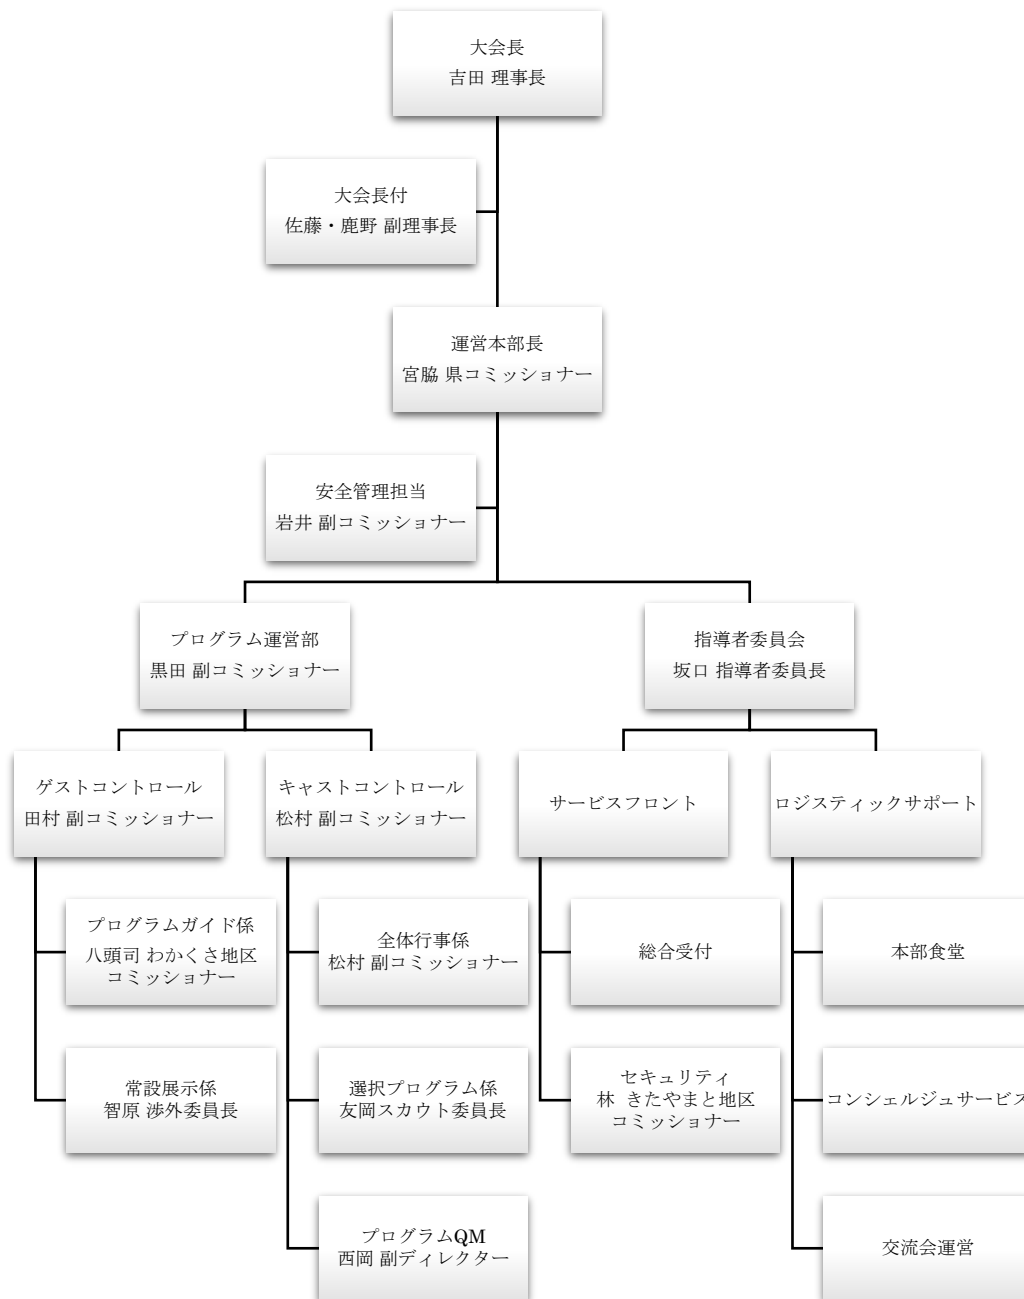 大会長
吉田 理事長
大会長付
佐藤・鹿野 副理事長
運営本部長
宮脇 県コミッショナー
安全管理担当
岩井 副コミッショナー
プログラム運営部
黒田 副コミッショナー
指導者委員会
坂口 指導者委員長
ゲストコントロール
田村 副コミッショナー
キャストコントロール
松村 副コミッショナー
サービスフロント
ロジスティックサポート
プログラムガイド係
八頭司 わかくさ地区
コミッショナー
全体行事係
松村 副コミッショナー
総合受付
本部食堂
常設展示係
智原 渉外委員長
選択プログラム係
友岡スカウト委員長
セキュリティ
林 きたやまと地区
コミッショナー
コンシェルジュサービス
プログラムQM
西岡 副ディレクター
交流会運営